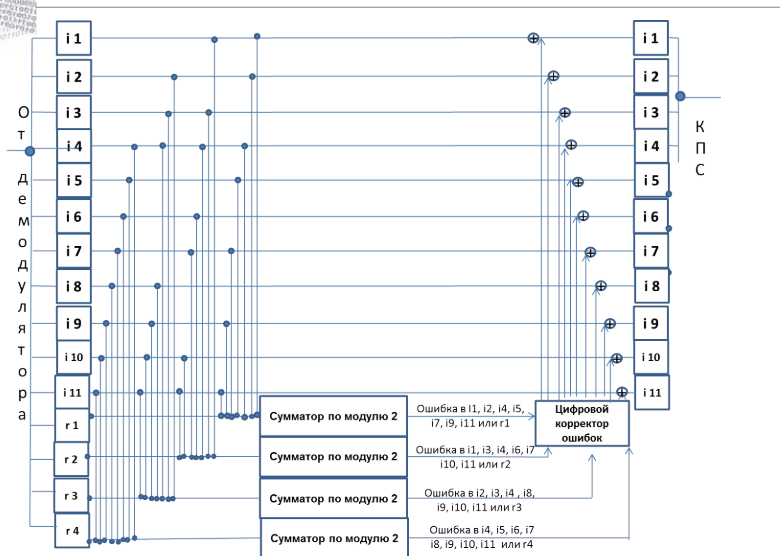 От демодулятора
i 1
i 2
i 3
i 4
i 5
i 6
i 7
i 8
i 9
i 10
i 11
r 1
r 2
r 3
r 4
Сумматор по модулю 2
Сумматор по модулю 2
Сумматор по модулю 2
Сумматор по модулю 2
Ошибка в I1, i2, i4, i5,
i7, i9, i11 или r1
Ошибка в i1, i3, i4, i6, i7
i10, i11 или r2
Ошибка в i2, i3, i4 , i8,
i9, i10, i11 или r3
Ошибка в i4, i5, i6, i7
i8, i9, i10, i11 или r4
Цифровой
корректор
ошибок
i 1
i 2
i 3
i 4
i 5
i 6
i 7
i 8
i 9
i 10
i 11
КПС